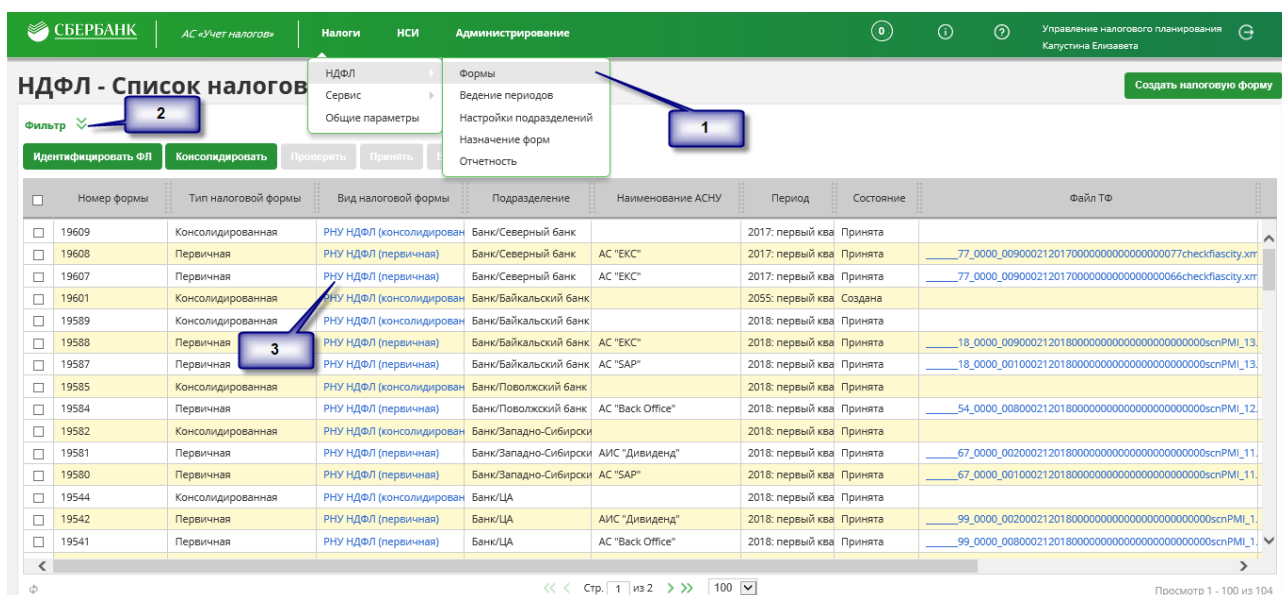 СБЕРБАНК АС «Учет налогов» Налоги НСИ Администрирование 0 Управление налогового планирования
Капустина Елизавета
НДФЛ - Список налогов
НДФЛ
Сервис
Общие параметры
Формы
Ведение периодов
Настройки подразделений
Назначение форм
Отчетность
Создать налоговую форму
1
2
Фильтр
Идентифицировать ФЛ Консолидировать Проверить Принять
Номер формы Тип налоговой формы Вид налоговой формы Подразделение Наименование АСНУ Период Состояние Файл ТФ
19609 Консолидированная РНУ НДФЛ (консолидирован Банк/Северный банк 2017: первый ква Принята
19608 Первичная РНУ НДФЛ (первичная) Банк/Северный банк АС "ЕКС" 2017: первый ква Принята
19607 Первичная РНУ НДФЛ (первичная) Банк/Северный банк АС "ЕКС" 2017: первый ква Принята
19601 Консолидированная РНУ НДФЛ (консолидирован Банк/Байкальский банк 2055: первый ква Создана
19589 Консолидированная РНУ НДФЛ (консолидирован Банк/Байкальский банк 2018: первый ква Принята
19588 Первичная РНУ НДФЛ (первичная) Банк/Байкальский банк АС "ЕКС" 2018: первый ква Принята
19587 Первичная РНУ НДФЛ (первичная) Банк/Байкальский банк АС "SAP" 2018: первый ква Принята
3
19585 Консолидированная РНУ НДФЛ (консолидирован Банк/Поволжский банк 2018: первый ква Принята
19584 Первичная РНУ НДФЛ (первичная) Банк/Поволжский банк АС "Back Office" 2018: первый ква Принята
19582 Консолидированная РНУ НДФЛ (консолидирован Банк/Западно-Сибирски 2018: первый ква Принята
19581 Первичная РНУ НДФЛ (первичная) Банк/Западно-Сибирски АИС "Дивиденд" 2018: первый ква Принята
19580 Первичная РНУ НДФЛ (первичная) Банк/Западно-Сибирски АС "SAP" 2018: первый ква Принята
19544 Консолидированная РНУ НДФЛ (консолидирован Банк/ЦА 2018: первый ква Принята
19542 Первичная РНУ НДФЛ (первичная) Банк/ЦА АИС "Дивиденд" 2018: первый ква Принята
19541 Первичная РНУ НДФЛ (первичная) Банк/ЦА АС "Back Office" 2018: первый ква Принята
Стр. 1 из 2 100 Просмотр 1 - 100 из 104